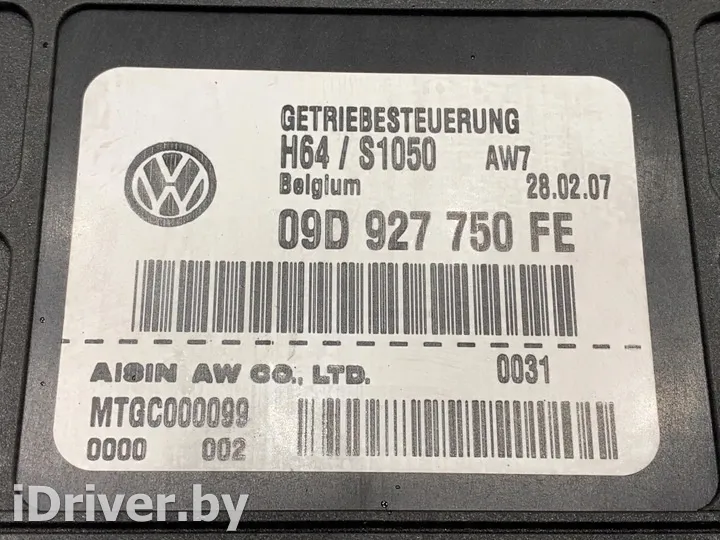 GETRIEBESTEUERUNG
H64 / S1050 AW7
Belgium 28.02.07
09D 927 750 FE
AISIN AW CO., LTD. 0031
MTGC000099
0000 002
iDriver.by